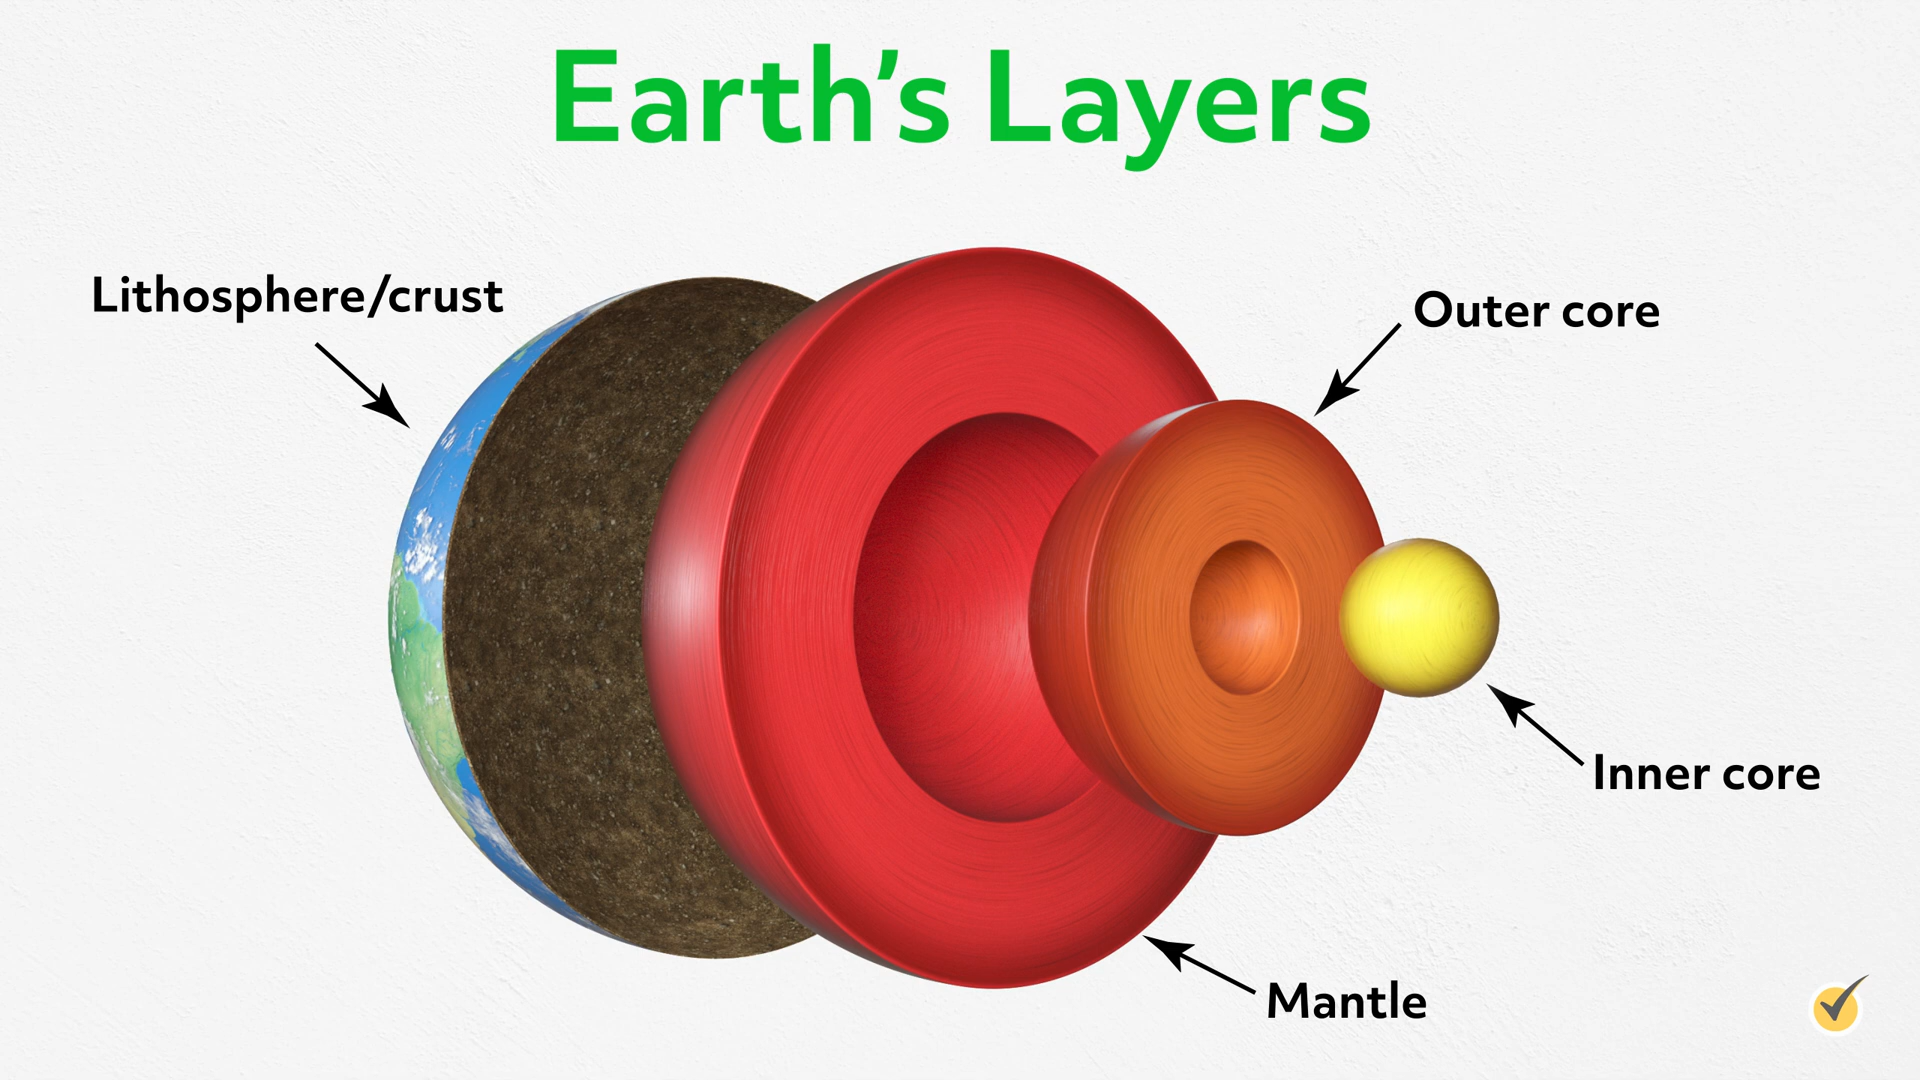 Earth’s Layers
Lithosphere/crust
Outer core
Inner core
Mantle